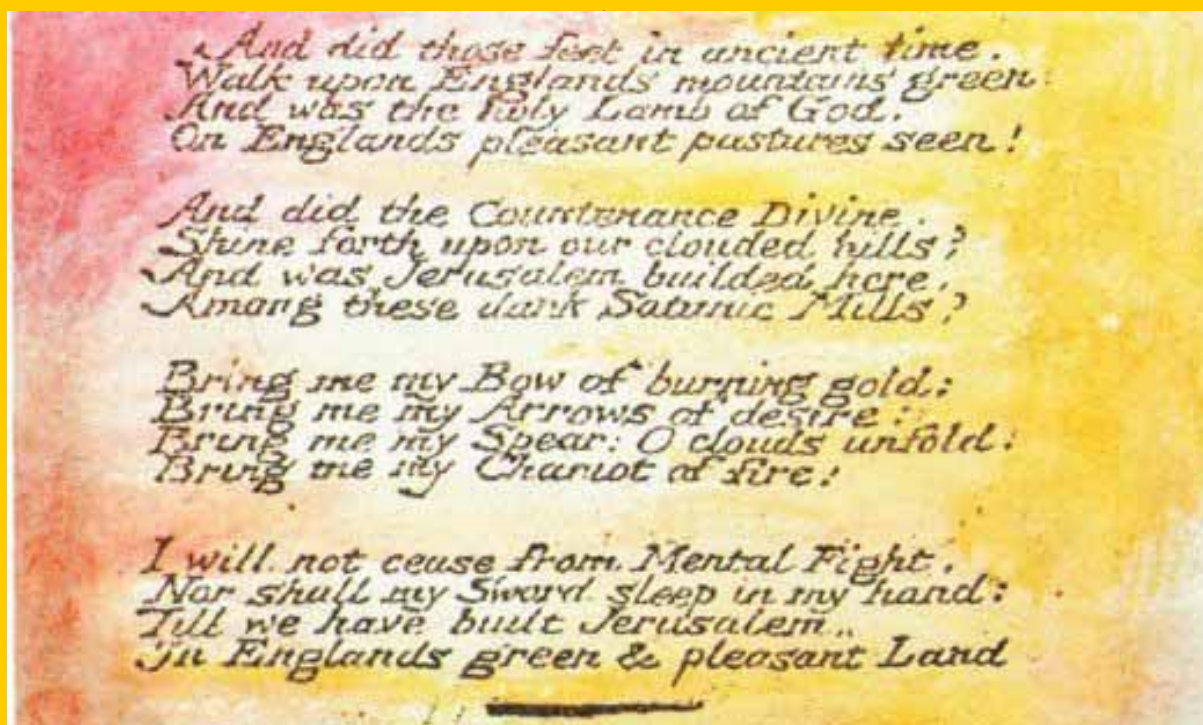 And did those feet in ancient time.
Walk upon Englands mountains green:
And was the holy Lamb of God.
On Englands pleasant pastures seen!
And did the Countenance Divine.
Shine forth upon our clouded hills?
And was Jerusalem builded here.
Among these dark Satanic Mills?
Bring me my Bow of burning gold:
Bring me my Arrows of desire:
Bring me my Spear: O clouds unfold:
Bring me my Chariot of fire!
I will not cease from Mental Fight.
Nor shall my Sword sleep in my hand:
Till we have built Jerusalem..
In Englands green & pleasant Land